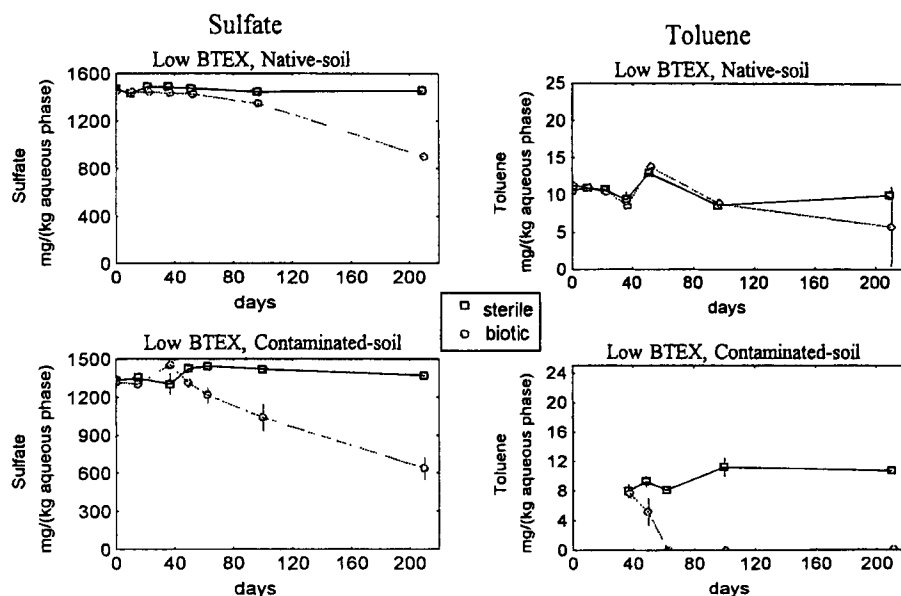 Sulfate
Toluene
Low BTEX, Native-soil
1600
1200
800
400
0
Sulfate
mg/(kg aqueous phase)
0 40 80 120 160 200
days
Low BTEX, Native-soil
25
20
15
10
5
0
Toluene
mg/(kg aqueous phase)
0 40 80 120 160 200
days
sterile
biotic
Low BTEX, Contaminated-soil
1500
1200
900
600
300
0
Sulfate
mg/(kg aqueous phase)
0 40 80 120 160 200
days
Low BTEX, Contaminated-soil
24
20
16
12
8
4
0
Toluene
mg/(kg aqueous phase)
0 40 80 120 160 200
days